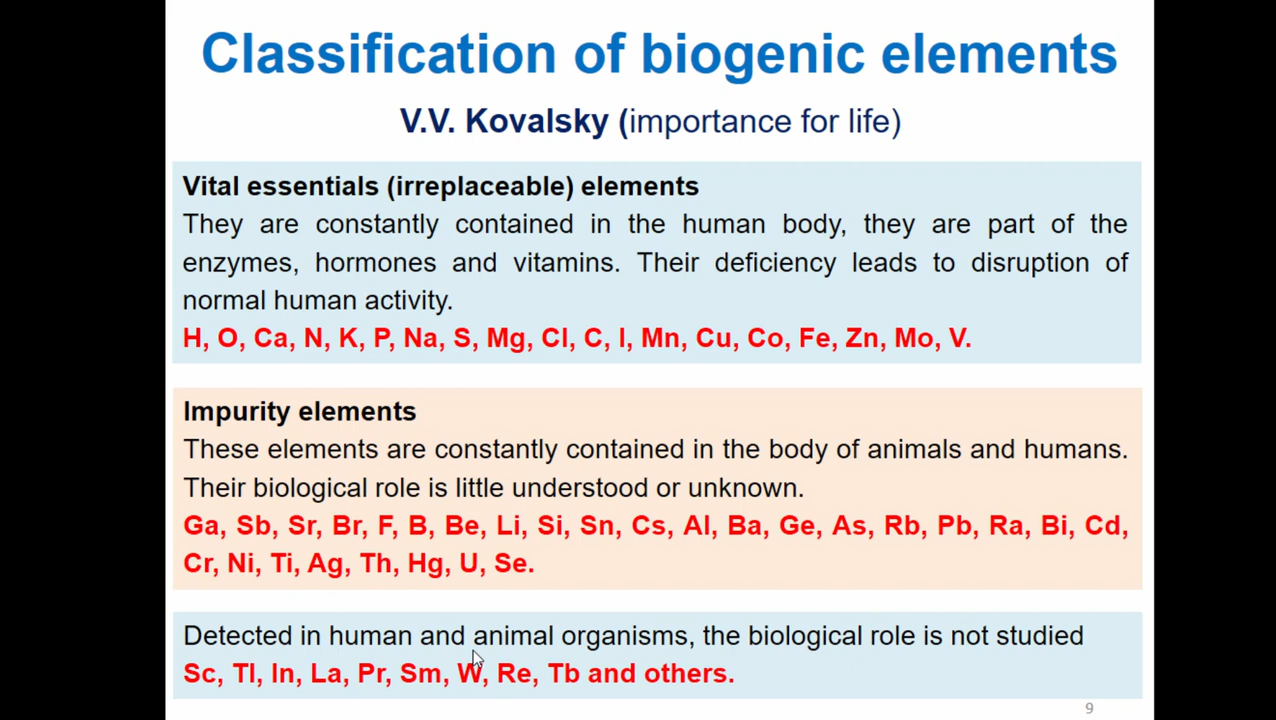 Classification of biogenic elements
V.V. Kovalsky (importance for life)
Vital essentials (irreplaceable) elements
They are constantly contained in the human body, they are part of the
enzymes, hormones and vitamins. Their deficiency leads to disruption of
normal human activity.
H, O, Ca, N, K, P, Na, S, Mg, Cl, C, I, Mn, Cu, Co, Fe, Zn, Mo, V.
Impurity elements
These elements are constantly contained in the body of animals and humans.
Their biological role is little understood or unknown.
Ga, Sb, Sr, Br, F, B, Be, Li, Si, Sn, Cs, Al, Ba, Ge, As, Rb, Pb, Ra, Bi, Cd,
Cr, Ni, Ti, Ag, Th, Hg, U, Se.
Detected in human and animal organisms, the biological role is not studied
Sc, Tl, In, La, Pr, Sm, W, Re, Tb and others.
9